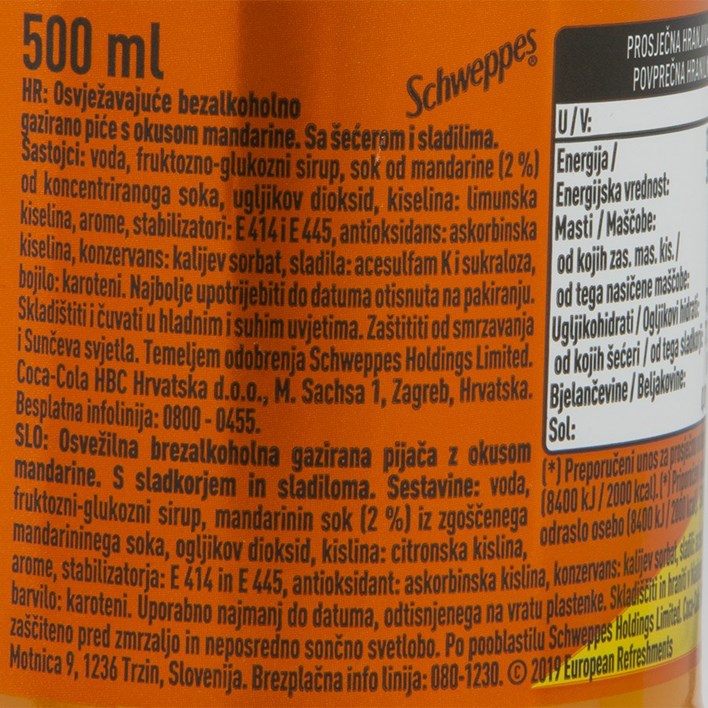 500 ml
Schweppes®
HR: Osvježavajuće bezalkoholno
gazirano piće s okusom mandarine. Sa šećerom i sladilima.
Sastojci: voda, fruktozno-glukozni sirup, sok od mandarine (2 %)
od koncentriranoga soka, ugljikov dioksid, kiselina: limunska
kiselina, arome, stabilizatori: E 414 i E 445, antioksidans: askorbinska
kiselina, konzervans: kalijev sorbat, sladila: acesulfam K i sukraloza,
bojilo: karoteni. Najbolje upotrijebiti do datuma otisnuta na pakiranju.
Skladištiti i čuvati u hladnim i suhim uvjetima. Zaštititi od smrzavanja
i Sunčeva svjetla. Temeljem odobrenja Schweppes Holdings Limited.
Coca-Cola HBC Hrvatska d.o.o., M. Sachsa 1, Zagreb, Hrvatska.
Besplatna infolinija: 0800 - 0455.
SLO: Osvežilna brezalkoholna gazirana pijača z okusom
mandarine. S sladkorjem in sladiloma. Sestavine: voda,
fruktozni-glukozni sirup, mandarinin sok (2 %) iz zgoščenega
mandarininega soka, ogljikov dioksid, kislina: citronska kislina,
arome, stabilizatorja: E 414 in E 445, antioksidant: askorbinska kislina, konzervans: kalijev sorbat,
barvilo: karoteni. Uporabno najmanj do datuma, odtisnjenega na vratu plastenke. Skladiščiti in hraniti v
zaščiteno pred zmrzaljo in neposredno sončno svetlobo. Po pooblastilu Schweppes Holdings Limited.
Motnica 9, 1236 Trzin, Slovenija. Brezplačna info linija: 080-1230. © 2019 European Refreshments
PROSJEČNA
POVPREČNA
U / V:
Energija /
Energijska vrednost:
Masti / Maščobe:
od kojih zas. mas. kis. /
od tega nasičene maščobe:
Ugljikohidrati / Ogljikovi hidrati:
od kojih šećeri / od tega
Bjelančevine / Beljakovine:
Sol:
(*) Preporučeni unos za
(8400 kJ / 2000 kcal). (*)
odraslo osebo (8400 kJ /